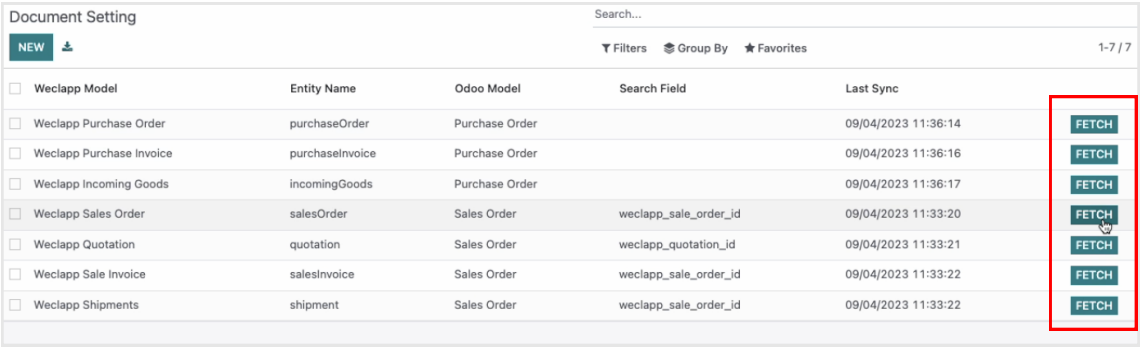 Document Setting
Search...
NEW
Filters Group By Favorites 1-7 / 7
Weclapp Model Entity Name Odoo Model Search Field Last Sync
Weclapp Purchase Order purchaseOrder Purchase Order 09/04/2023 11:36:14 FETCH
Weclapp Purchase Invoice purchaseInvoice Purchase Order 09/04/2023 11:36:16 FETCH
Weclapp Incoming Goods incomingGoods Purchase Order 09/04/2023 11:36:17 FETCH
Weclapp Sales Order salesOrder Sales Order weclapp_sale_order_id 09/04/2023 11:33:20 FETCH
Weclapp Quotation quotation Sales Order weclapp_quotation_id 09/04/2023 11:33:21 FETCH
Weclapp Sale Invoice salesInvoice Sales Order weclapp_sale_order_id 09/04/2023 11:33:22 FETCH
Weclapp Shipments shipment Sales Order weclapp_sale_order_id 09/04/2023 11:33:22 FETCH